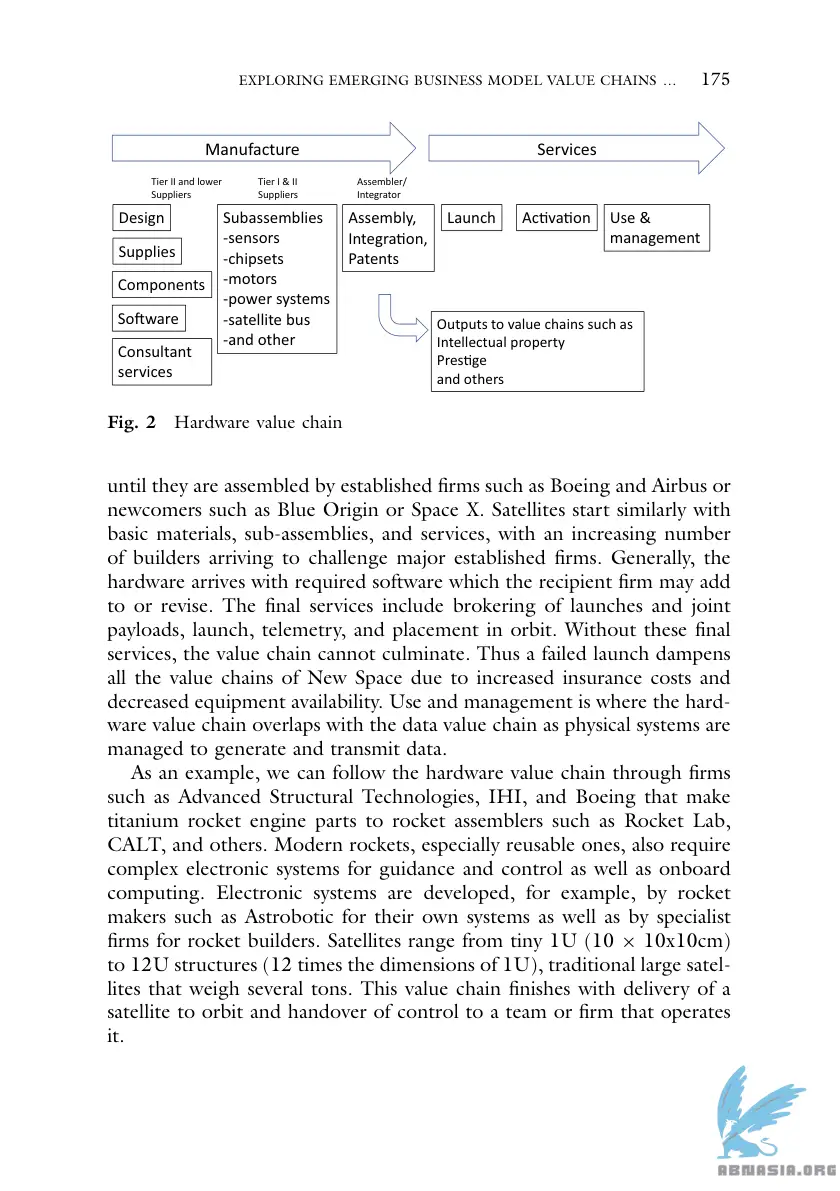 EXPLORING EMERGING BUSINESS MODEL VALUE CHAINS … 175
Manufacture
Services
Tier II and lower
Suppliers
Tier I & II
Suppliers
Assembler/
Integrator
Design
Supplies
Components
Software
Consultant
services
Subassemblies
-sensors
-chipsets
-motors
-power systems
-satellite bus
-and other
Assembly,
Integration,
Patents
Launch
Activation
Use &
management
Outputs to value chains such as
Intellectual property
Prestige
and others
Fig. 2 Hardware value chain
until they are assembled by established firms such as Boeing and Airbus or
newcomers such as Blue Origin or Space X. Satellites start similarly with
basic materials, sub-assemblies, and services, with an increasing number
of builders arriving to challenge major established firms. Generally, the
hardware arrives with required software which the recipient firm may add
to or revise. The final services include brokering of launches and joint
payloads, launch, telemetry, and placement in orbit. Without these final
services, the value chain cannot culminate. Thus a failed launch dampens
all the value chains of New Space due to increased insurance costs and
decreased equipment availability. Use and management is where the hard-
ware value chain overlaps with the data value chain as physical systems are
managed to generate and transmit data.
As an example, we can follow the hardware value chain through firms
such as Advanced Structural Technologies, IHI, and Boeing that make
titanium rocket engine parts to rocket assemblers such as Rocket Lab,
CALT, and others. Modern rockets, especially reusable ones, also require
complex electronic systems for guidance and control as well as onboard
computing. Electronic systems are developed, for example, by rocket
makers such as Astrobotic for their own systems as well as by specialist
firms for rocket builders. Satellites range from tiny 1U (10 × 10x10cm)
to 12U structures (12 times the dimensions of 1U), traditional large satel-
lites that weigh several tons. This value chain finishes with delivery of a
satellite to orbit and handover of control to a team or firm that operates
it.
ABNASIA.ORG